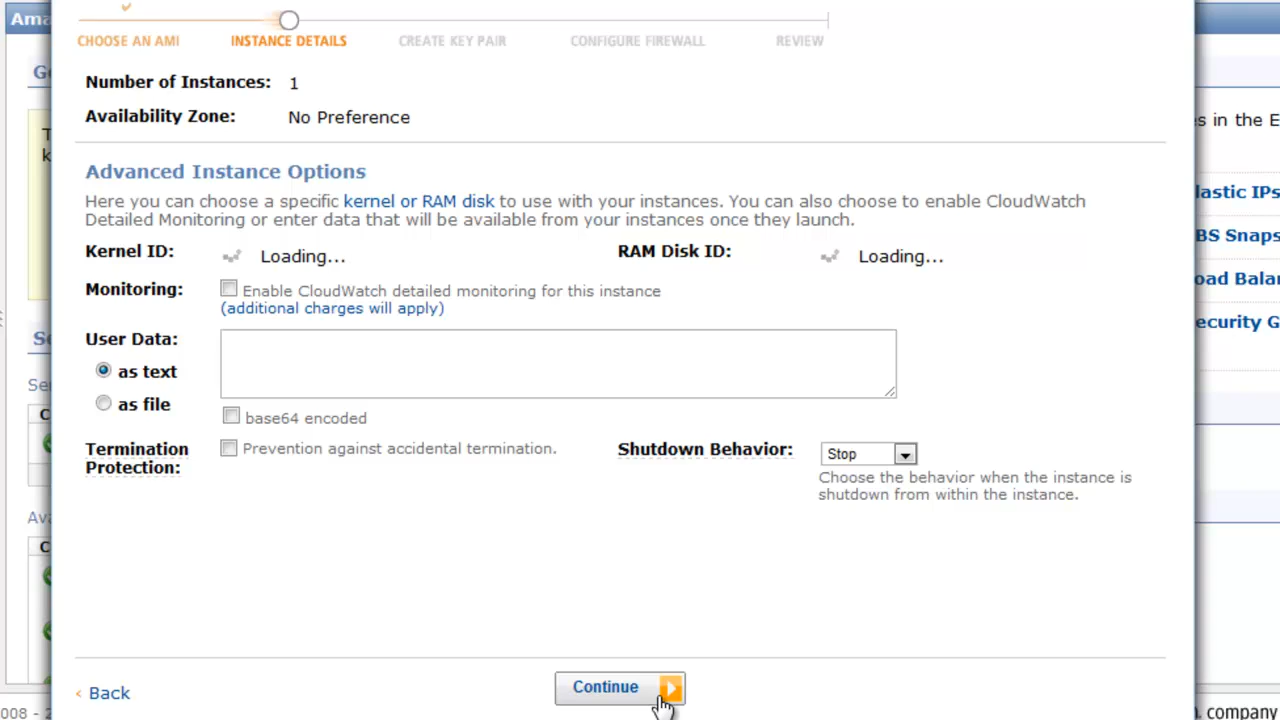 Ama
CHOOSE AN AMI INSTANCE DETAILS CREATE KEY PAIR CONFIGURE FIREWALL REVIEW
Number of Instances: 1
Availability Zone: No Preference
Advanced Instance Options
Here you can choose a specific kernel or RAM disk to use with your instances. You can also choose to enable CloudWatch
Detailed Monitoring or enter data that will be available from your instances once they launch.
Kernel ID: Loading... RAM Disk ID: Loading...
Monitoring: Enable CloudWatch detailed monitoring for this instance
(additional charges will apply)
User Data:
as text
as file
base64 encoded
Termination Protection: Prevention against accidental termination. Shutdown Behavior: Stop
Choose the behavior when the instance is
shutdown from within the instance.
‹ Back Continue
s in the E
lastic IPs
BS Snaps
oad Balan
ecurity G
Se
Ava
008 - 2
company